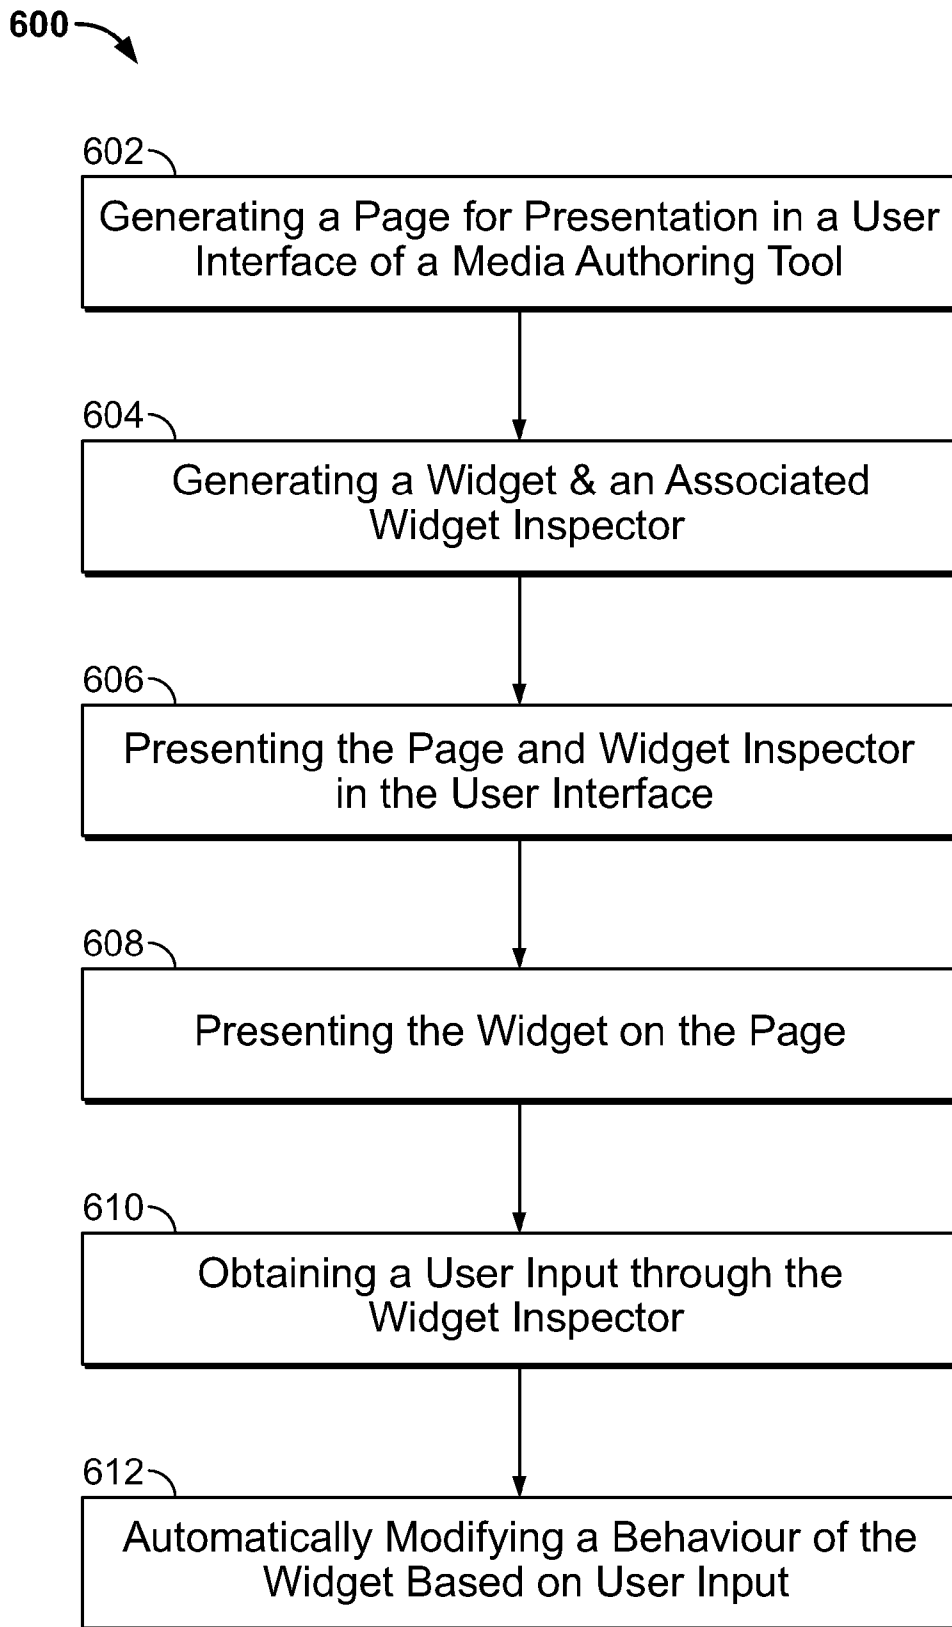 600
602
Generating a Page for Presentation in a User
Interface of a Media Authoring Tool
604
Generating a Widget & an Associated
Widget Inspector
606
Presenting the Page and Widget Inspector
in the User Interface
608
Presenting the Widget on the Page
610
Obtaining a User Input through the
Widget Inspector
612
Automatically Modifying a Behaviour of the
Widget Based on User Input